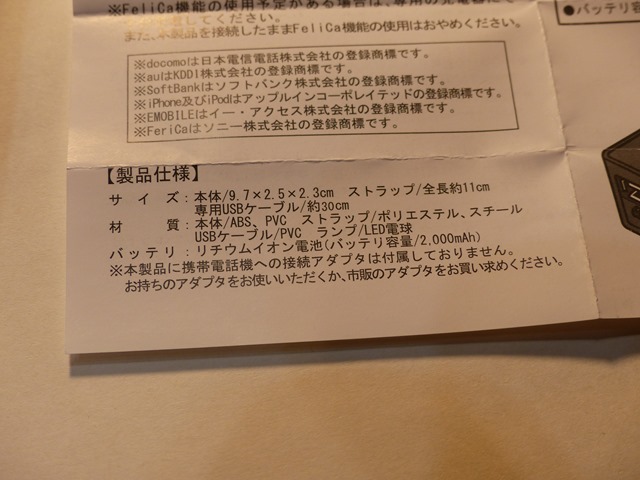 ※FeliCa機能の使用予定がある場合は、専用の充電器にて
してください。
また、本製品を接続したままFeliCa機能の使用はおやめください。
●バッテリ容
※docomoは日本電信電話株式会社の登録商標です。
※auはKDDI株式会社の登録商標です。
※SoftBankはソフトバンク株式会社の登録商標です。
※iPhone及びiPodはアップルインコーポレイテッドの登録商標です。
※EMOBILEはイー・アクセス株式会社の登録商標です。
※FeriCaはソニー株式会社の登録商標です。
【製品仕様】
サイズ:本体/9.7×2.5×2.3cm ストラップ/全長約11cm
専用USBケーブル/約30cm
材質:本体/ABS、PVC ストラップ/ポリエステル、スチール
USBケーブル/PVC ランプ/LED電球
バッテリ:リチウムイオン電池(バッテリ容量/2,000mAh)
※本製品に携帯電話機への接続アダプタは付属しておりません。
お持ちのアダプタをお使いいただくか、市販のアダプタをお買い求めください。